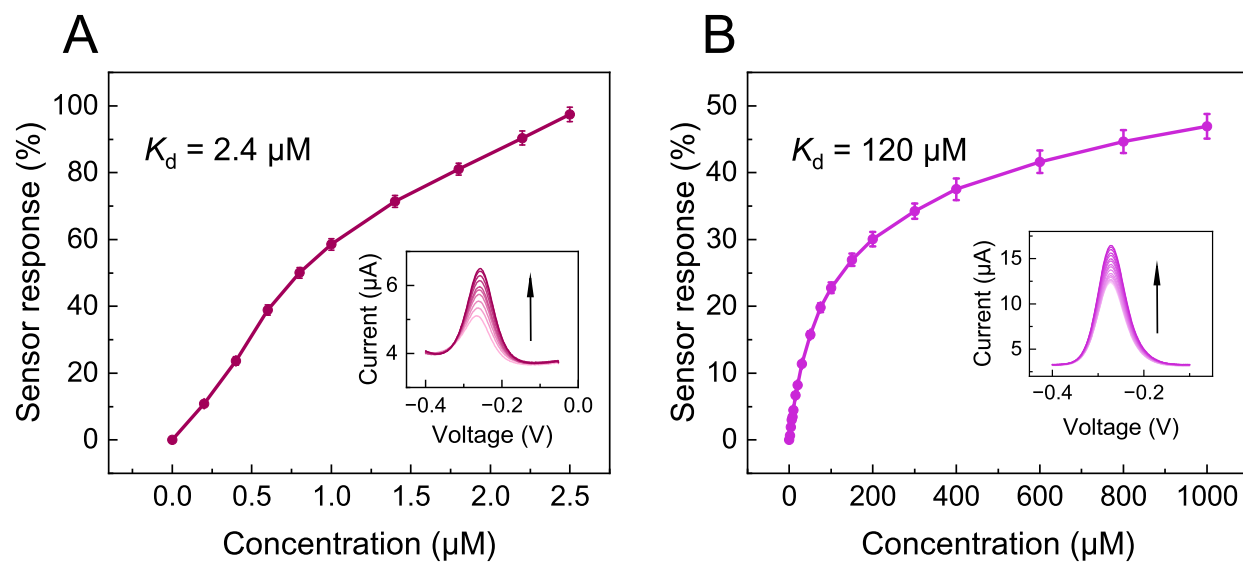 A
Sensor response (%)
100
80
60
40
20
0
K_d = 2.4 µM
Current (µA)
6
4
−0.4
−0.2
0.0
Voltage (V)
0.0
0.5
1.0
1.5
2.0
2.5
Concentration (µM)
B
Sensor response (%)
50
40
30
20
10
0
K_d = 120 µM
Current (µA)
15
10
5
−0.4
−0.2
Voltage (V)
0
200
400
600
800
1000
Concentration (µM)